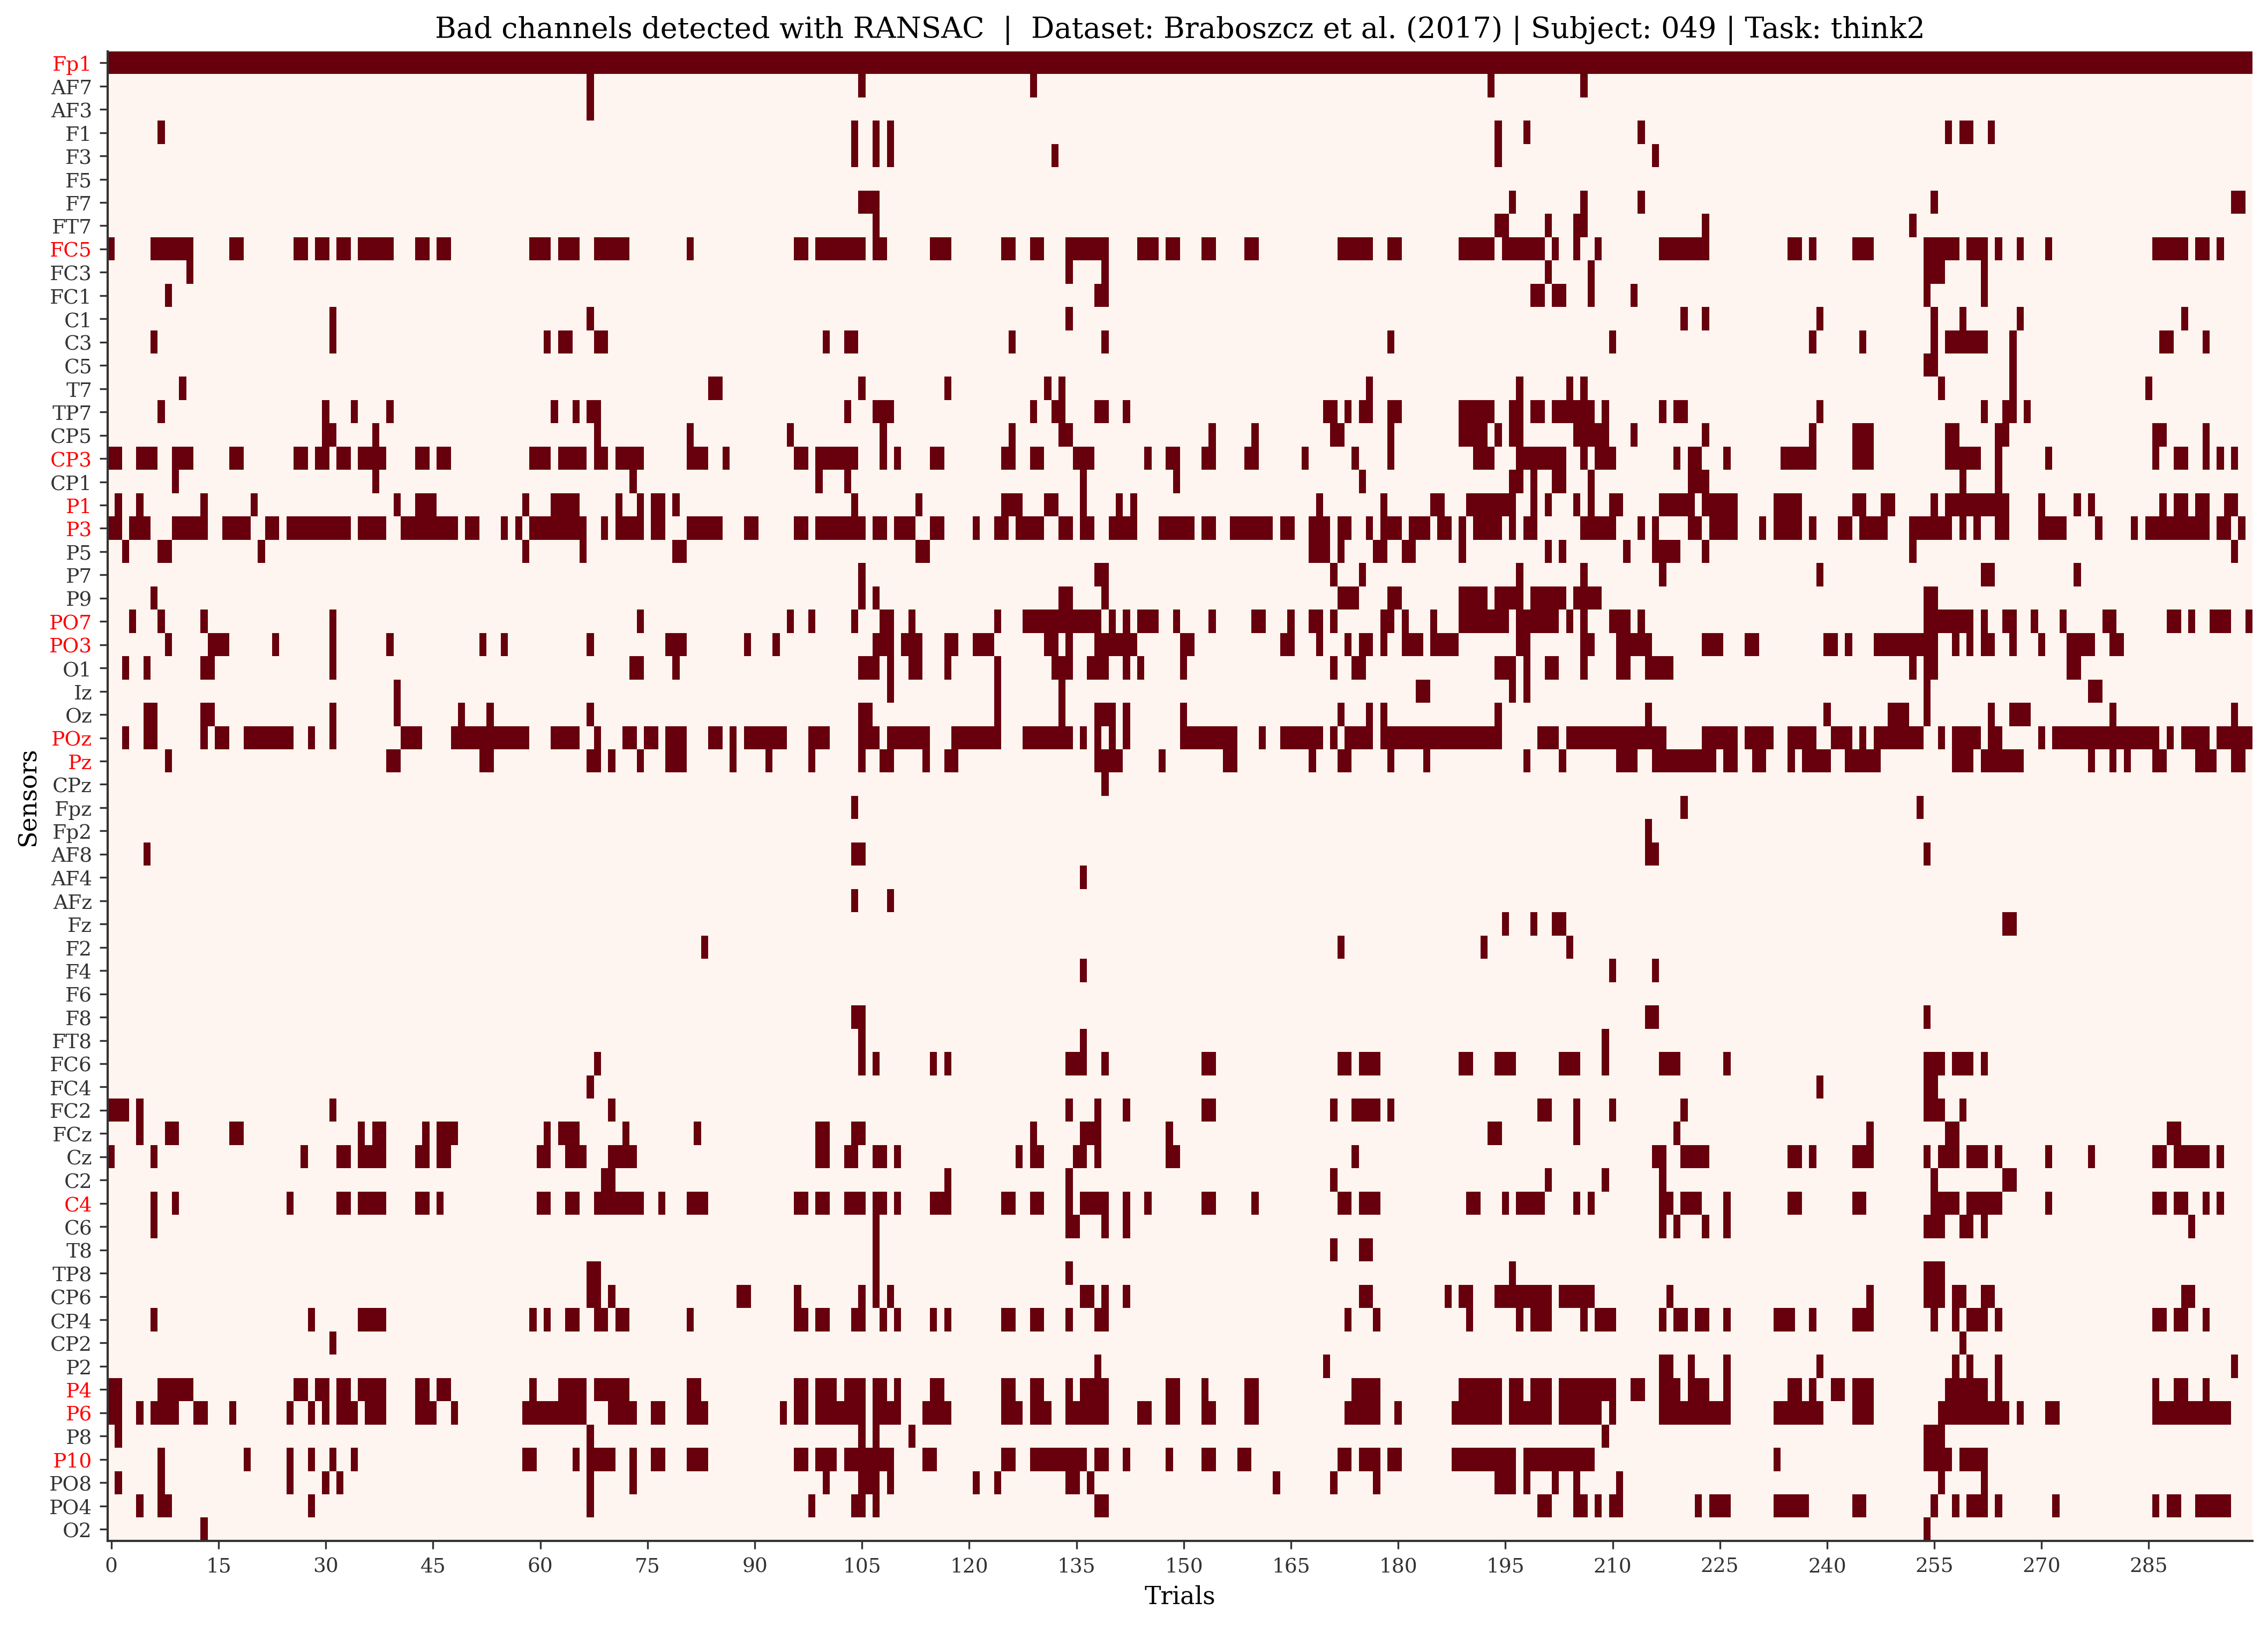 Bad channels detected with RANSAC | Dataset: Braboszcz et al. (2017) | Subject: 049 | Task: think2
Sensors
Fp1
AF7
AF3
F1
F3
F5
F7
FT7
FC5
FC3
FC1
C1
C3
C5
T7
TP7
CP5
CP3
CP1
P1
P3
P5
P7
P9
PO7
PO3
O1
Iz
Oz
POz
Pz
CPz
Fpz
Fp2
AF8
AF4
AFz
Fz
F2
F4
F6
F8
FT8
FC6
FC4
FC2
FCz
Cz
C2
C4
C6
T8
TP8
CP6
CP4
CP2
P2
P4
P6
P8
P10
PO8
PO4
O2
0 15 30 45 60 75 90 105 120 135 150 165 180 195 210 225 240 255 270 285
Trials